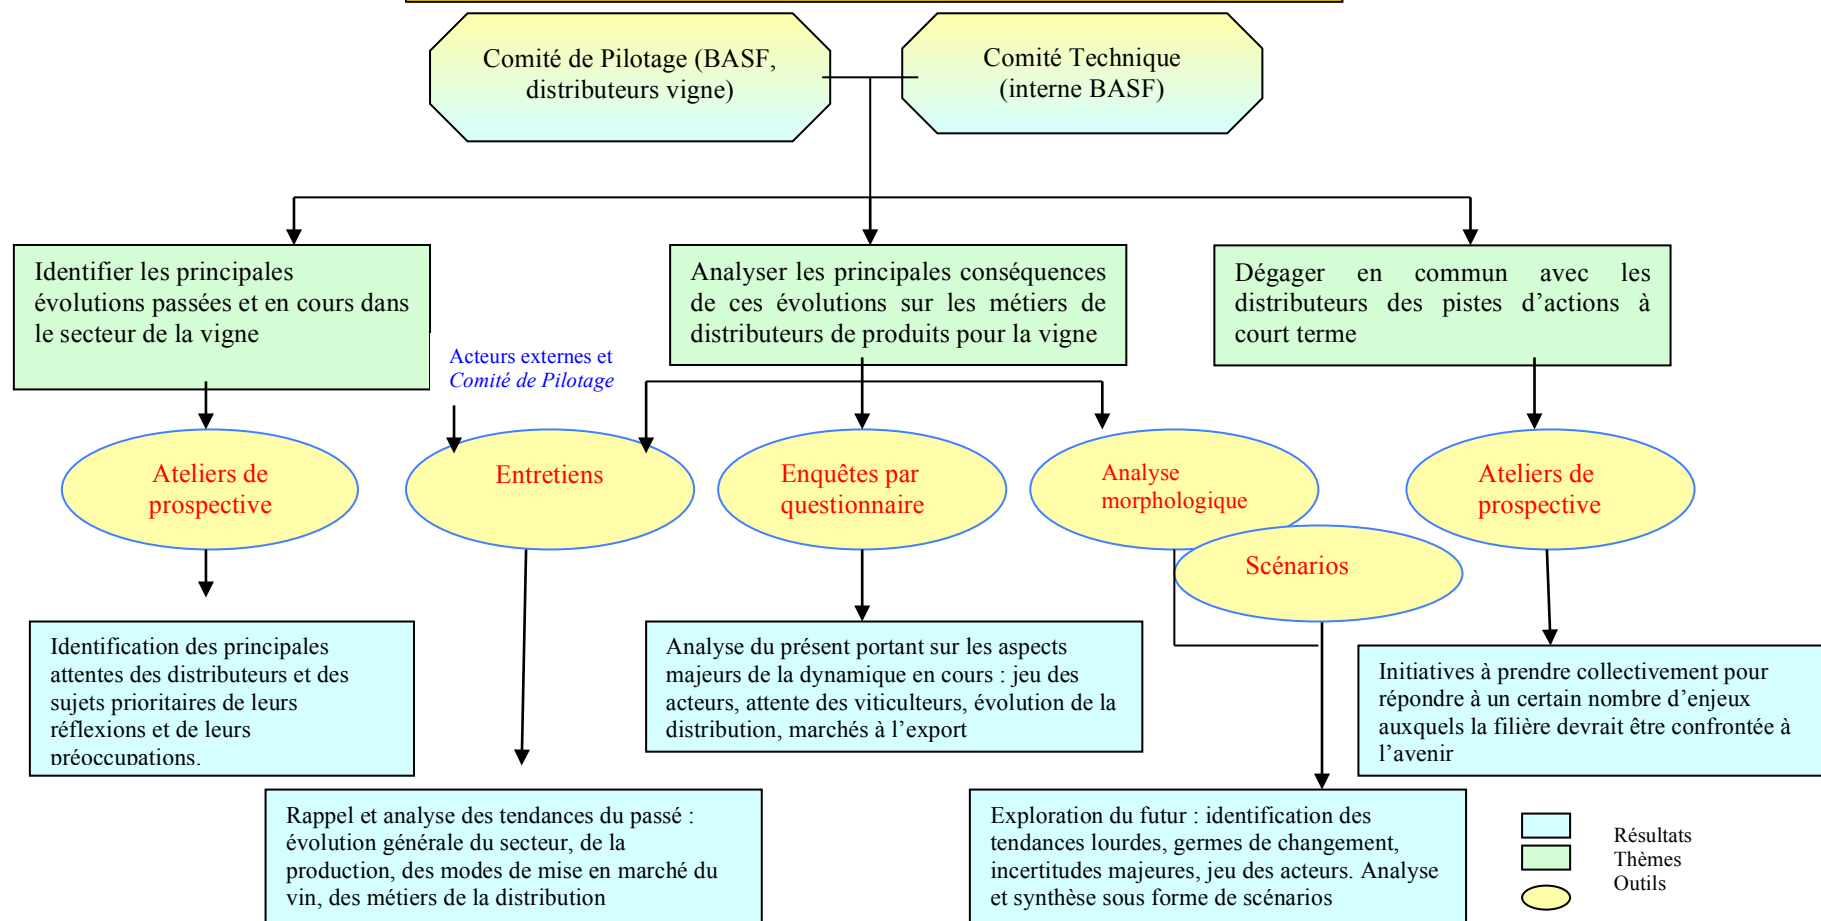 Comité de Pilotage (BASF,
distributeurs vigne)
Comité Technique
(interne BASF)
Identifier les principales
évolutions passées et en cours dans
le secteur de la vigne
Analyser les principales conséquences
de ces évolutions sur les métiers de
distributeurs de produits pour la vigne
Dégager en commun avec les
distributeurs des pistes d’actions à
court terme
Acteurs externes et
Comité de Pilotage
Ateliers de
prospective
Entretiens
Enquêtes par
questionnaire
Analyse
morphologique
Scénarios
Ateliers de
prospective
Identification des principales
attentes des distributeurs et des
sujets prioritaires de leurs
réflexions et de leurs
préoccupations.
Analyse du présent portant sur les aspects
majeurs de la dynamique en cours : jeu des
acteurs, attente des viticulteurs, évolution de la
distribution, marchés à l’export
Initiatives à prendre collectivement pour
répondre à un certain nombre d’enjeux
auxquels la filière devrait être confrontée à
l’avenir
Rappel et analyse des tendances du passé :
évolution générale du secteur, de la
production, des modes de mise en marché du
vin, des métiers de la distribution
Exploration du futur : identification des
tendances lourdes, germes de changement,
incertitudes majeures, jeu des acteurs. Analyse
et synthèse sous forme de scénarios
Résultats
Thèmes
Outils